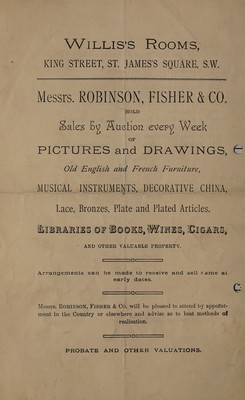 WILLIS'S ROOMS,
KING STREET, ST. JAMES'S SQUARE, S.W.
Messrs. ROBINSON, FISHER & CO.
HOLD
Sales by Auction every Week
OF
PICTURES and DRAWINGS,
Old English and French Furniture,
MUSICAL INSTRUMENTS, DECORATIVE CHINA,
Lace, Bronzes, Plate and Plated Articles.
LIBRARIES OF BOOKS, WINES, CIGARS,
AND OTHER VALUABLE PROPERTY.
Arrangements can be made to receive and sell same at
early dates.
Messrs. ROBINSON, FISHER & Co. will be pleased to attend by appoint-
ment in the Country or elsewhere and advise as to best methods of
realisation.
PROBATE AND OTHER VALUATIONS.